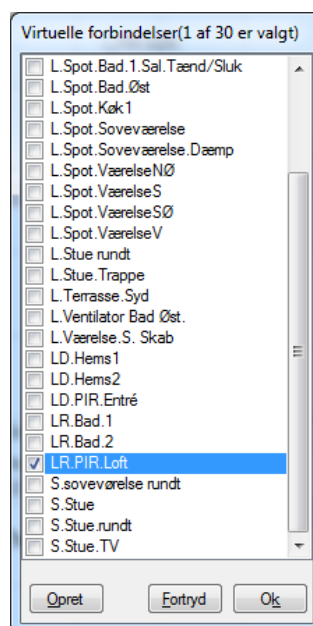 Virtuelle forbindelser(1 af 30 er valgt)
L.Spot.Bad.1.Sal.Tænd/Sluk
L.Spot.Bad.Øst
L.Spot.Køk1
L.Spot.Soveværelse
L.Spot.Soveværelse.Dæmp
L.Spot.VærelseNØ
L.Spot.VærelseS
L.Spot.VærelseSØ
L.Spot.VærelseV
L.Stue rundt
L.Stue.Trappe
L.Terrasse.Syd
L.Ventilator Bad Øst.
L.Værelse.S. Skab
LD.Hems1
LD.Hems2
LD.PIR.Entré
LR.Bad.1
LR.Bad.2
LR.PIR.Loft
S.soveværelse rundt
S.Stue
S.Stue.rundt
S.Stue.TV
Opret Fortryd Ok